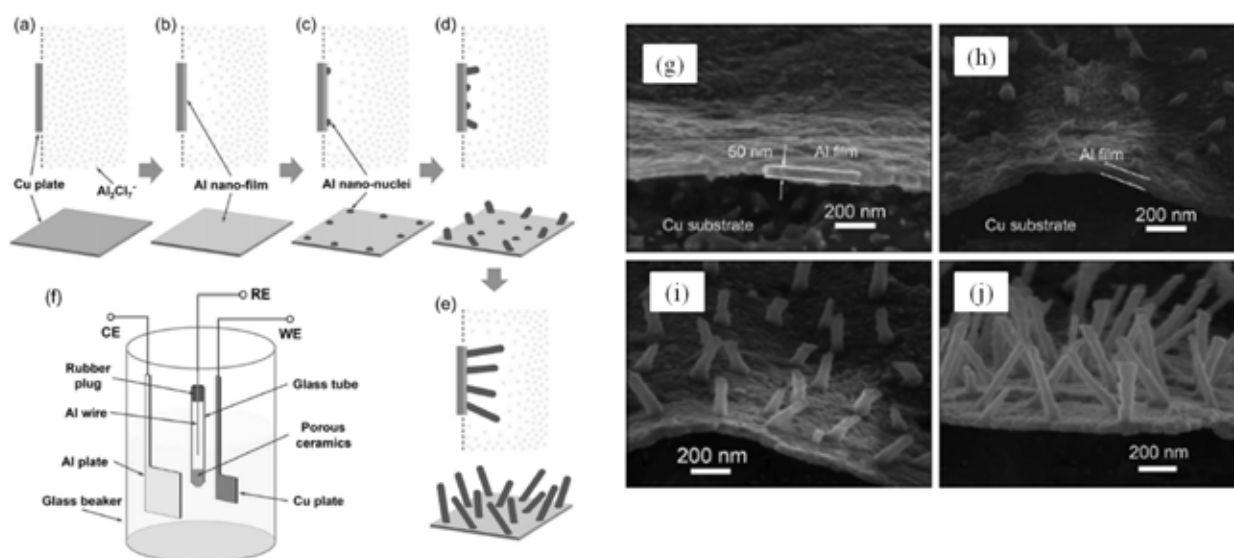 (a)
(b)
(c)
(d)
Cu plate
Al₂Cl₇⁻
Al nano-film
Al nano-nuclei
(e)
(f)
RE
CE
WE
Rubber
plug
Glass tube
Al wire
Porous
ceramics
Al plate
Cu plate
Glass beaker
(g)
50 nm
Al film
200 nm
Cu substrate
(h)
Al film
200 nm
Cu substrate
(i)
200 nm
(j)
200 nm